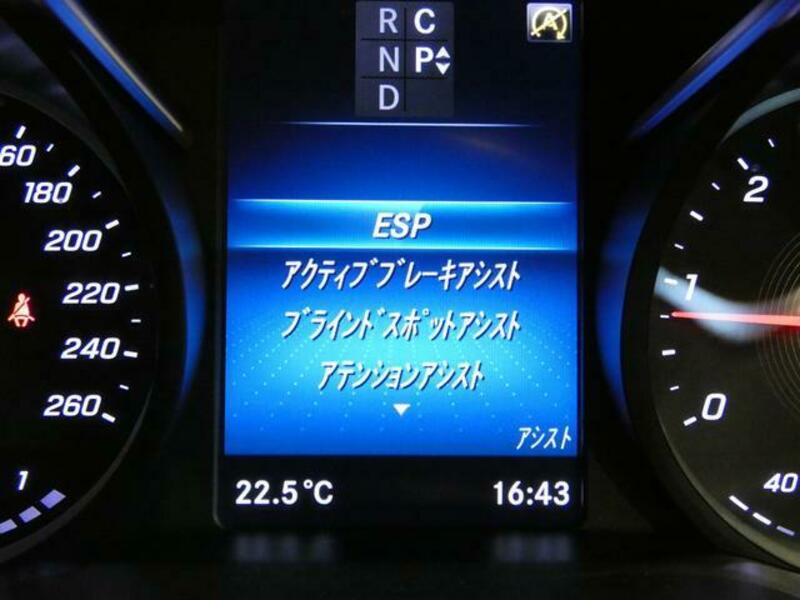 R C
N P
D
A
ESP
アクティブブレーキアシスト
ブラインドスポットアシスト
アテンションアシスト
アシスト
22.5°C 16:43
60
180
200
220
240
260
1
2
1
0
40